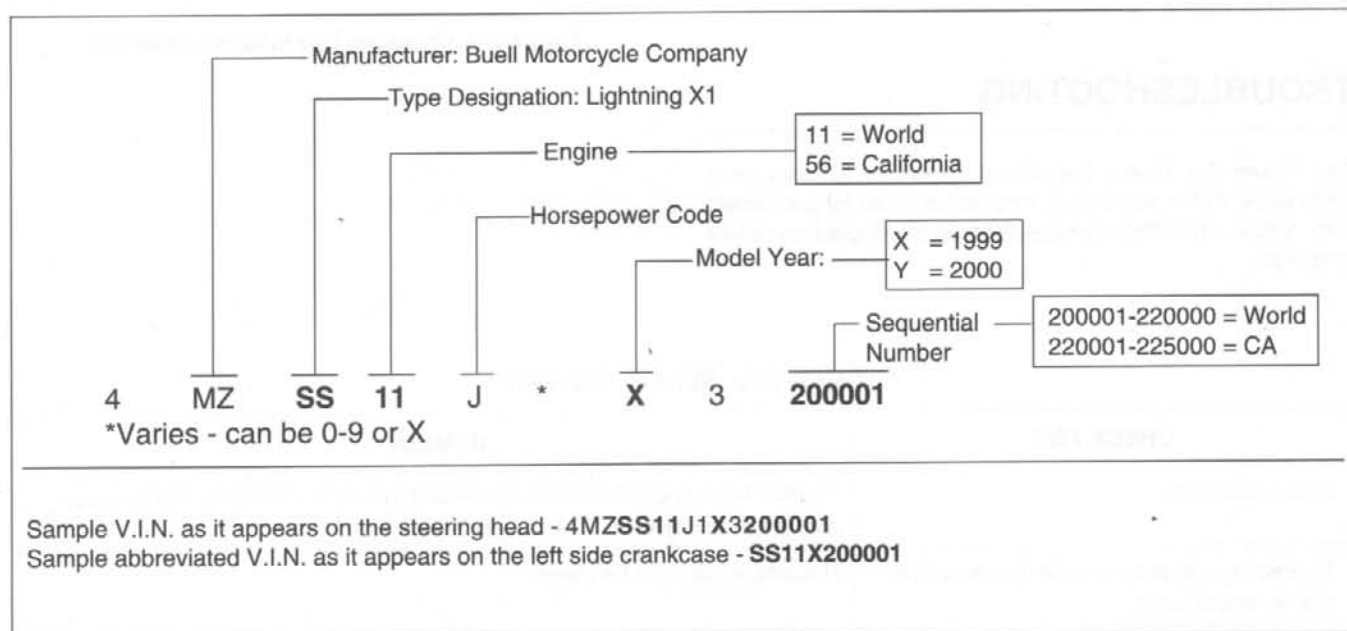 Manufacturer: Buell Motorcycle Company
TROUBLESHOOTING
Type Designation: Lightning X1
Engine
11 = World
56 = California
Horsepower Code
Model Year:
X = 1999
Y = 2000
Sequential
Number
200001-220000 = World
220001-225000 = CA
4 MZ SS 11 J * X 3 200001
*Varies - can be 0-9 or X
Sample V.I.N. as it appears on the steering head - 4MZSS11J1X3200001
Sample abbreviated V.I.N. as it appears on the left side crankcase - SS11X200001